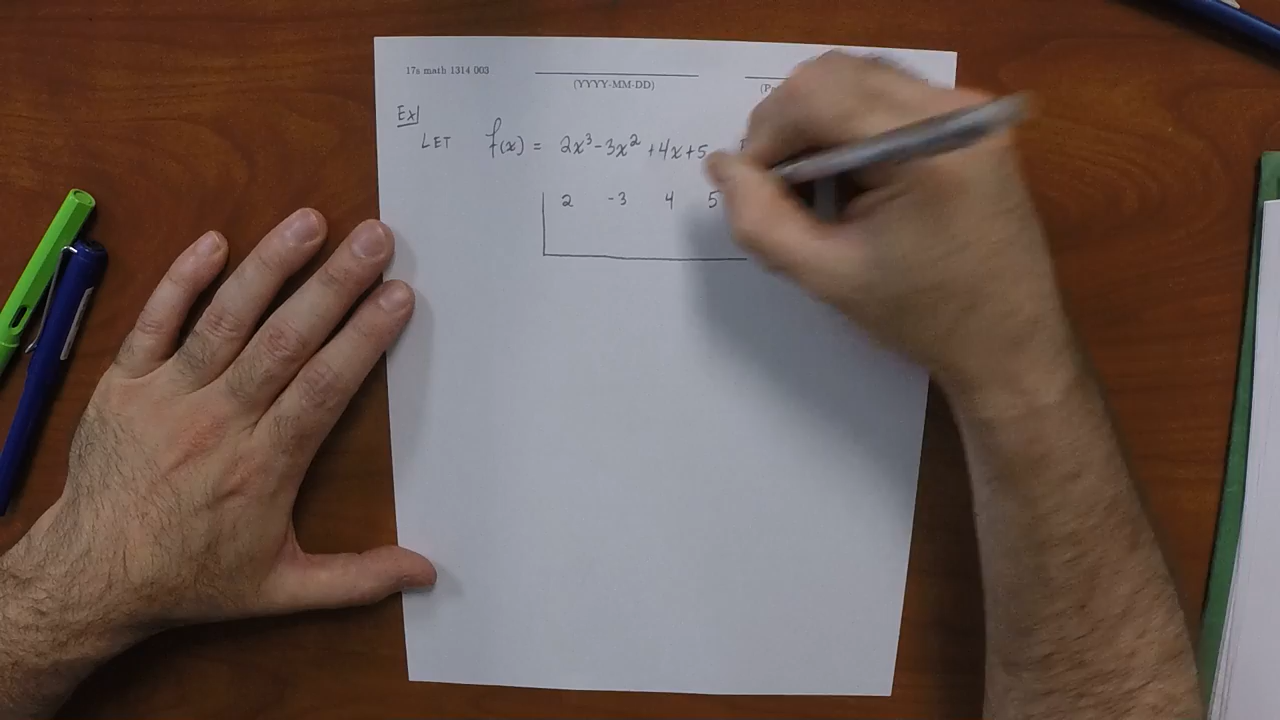 17s math 1314 003
(YYYY-MM-DD)
Ex
LET f(x) = 2x³-3x²+4x+5
2 -3 4 5